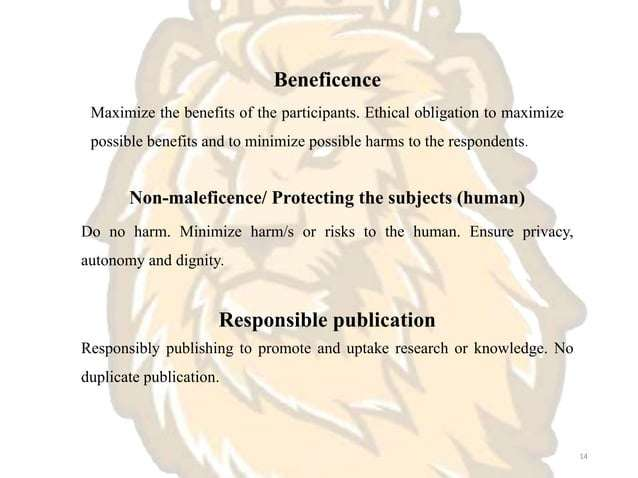 Beneficence
Maximize the benefits of the participants. Ethical obligation to maximize
possible benefits and to minimize possible harms to the respondents.
Non-maleficence/ Protecting the subjects (human)
Do no harm. Minimize harm/s or risks to the human. Ensure privacy,
autonomy and dignity.
Responsible publication
Responsibly publishing to promote and uptake research or knowledge. No
duplicate publication.
14